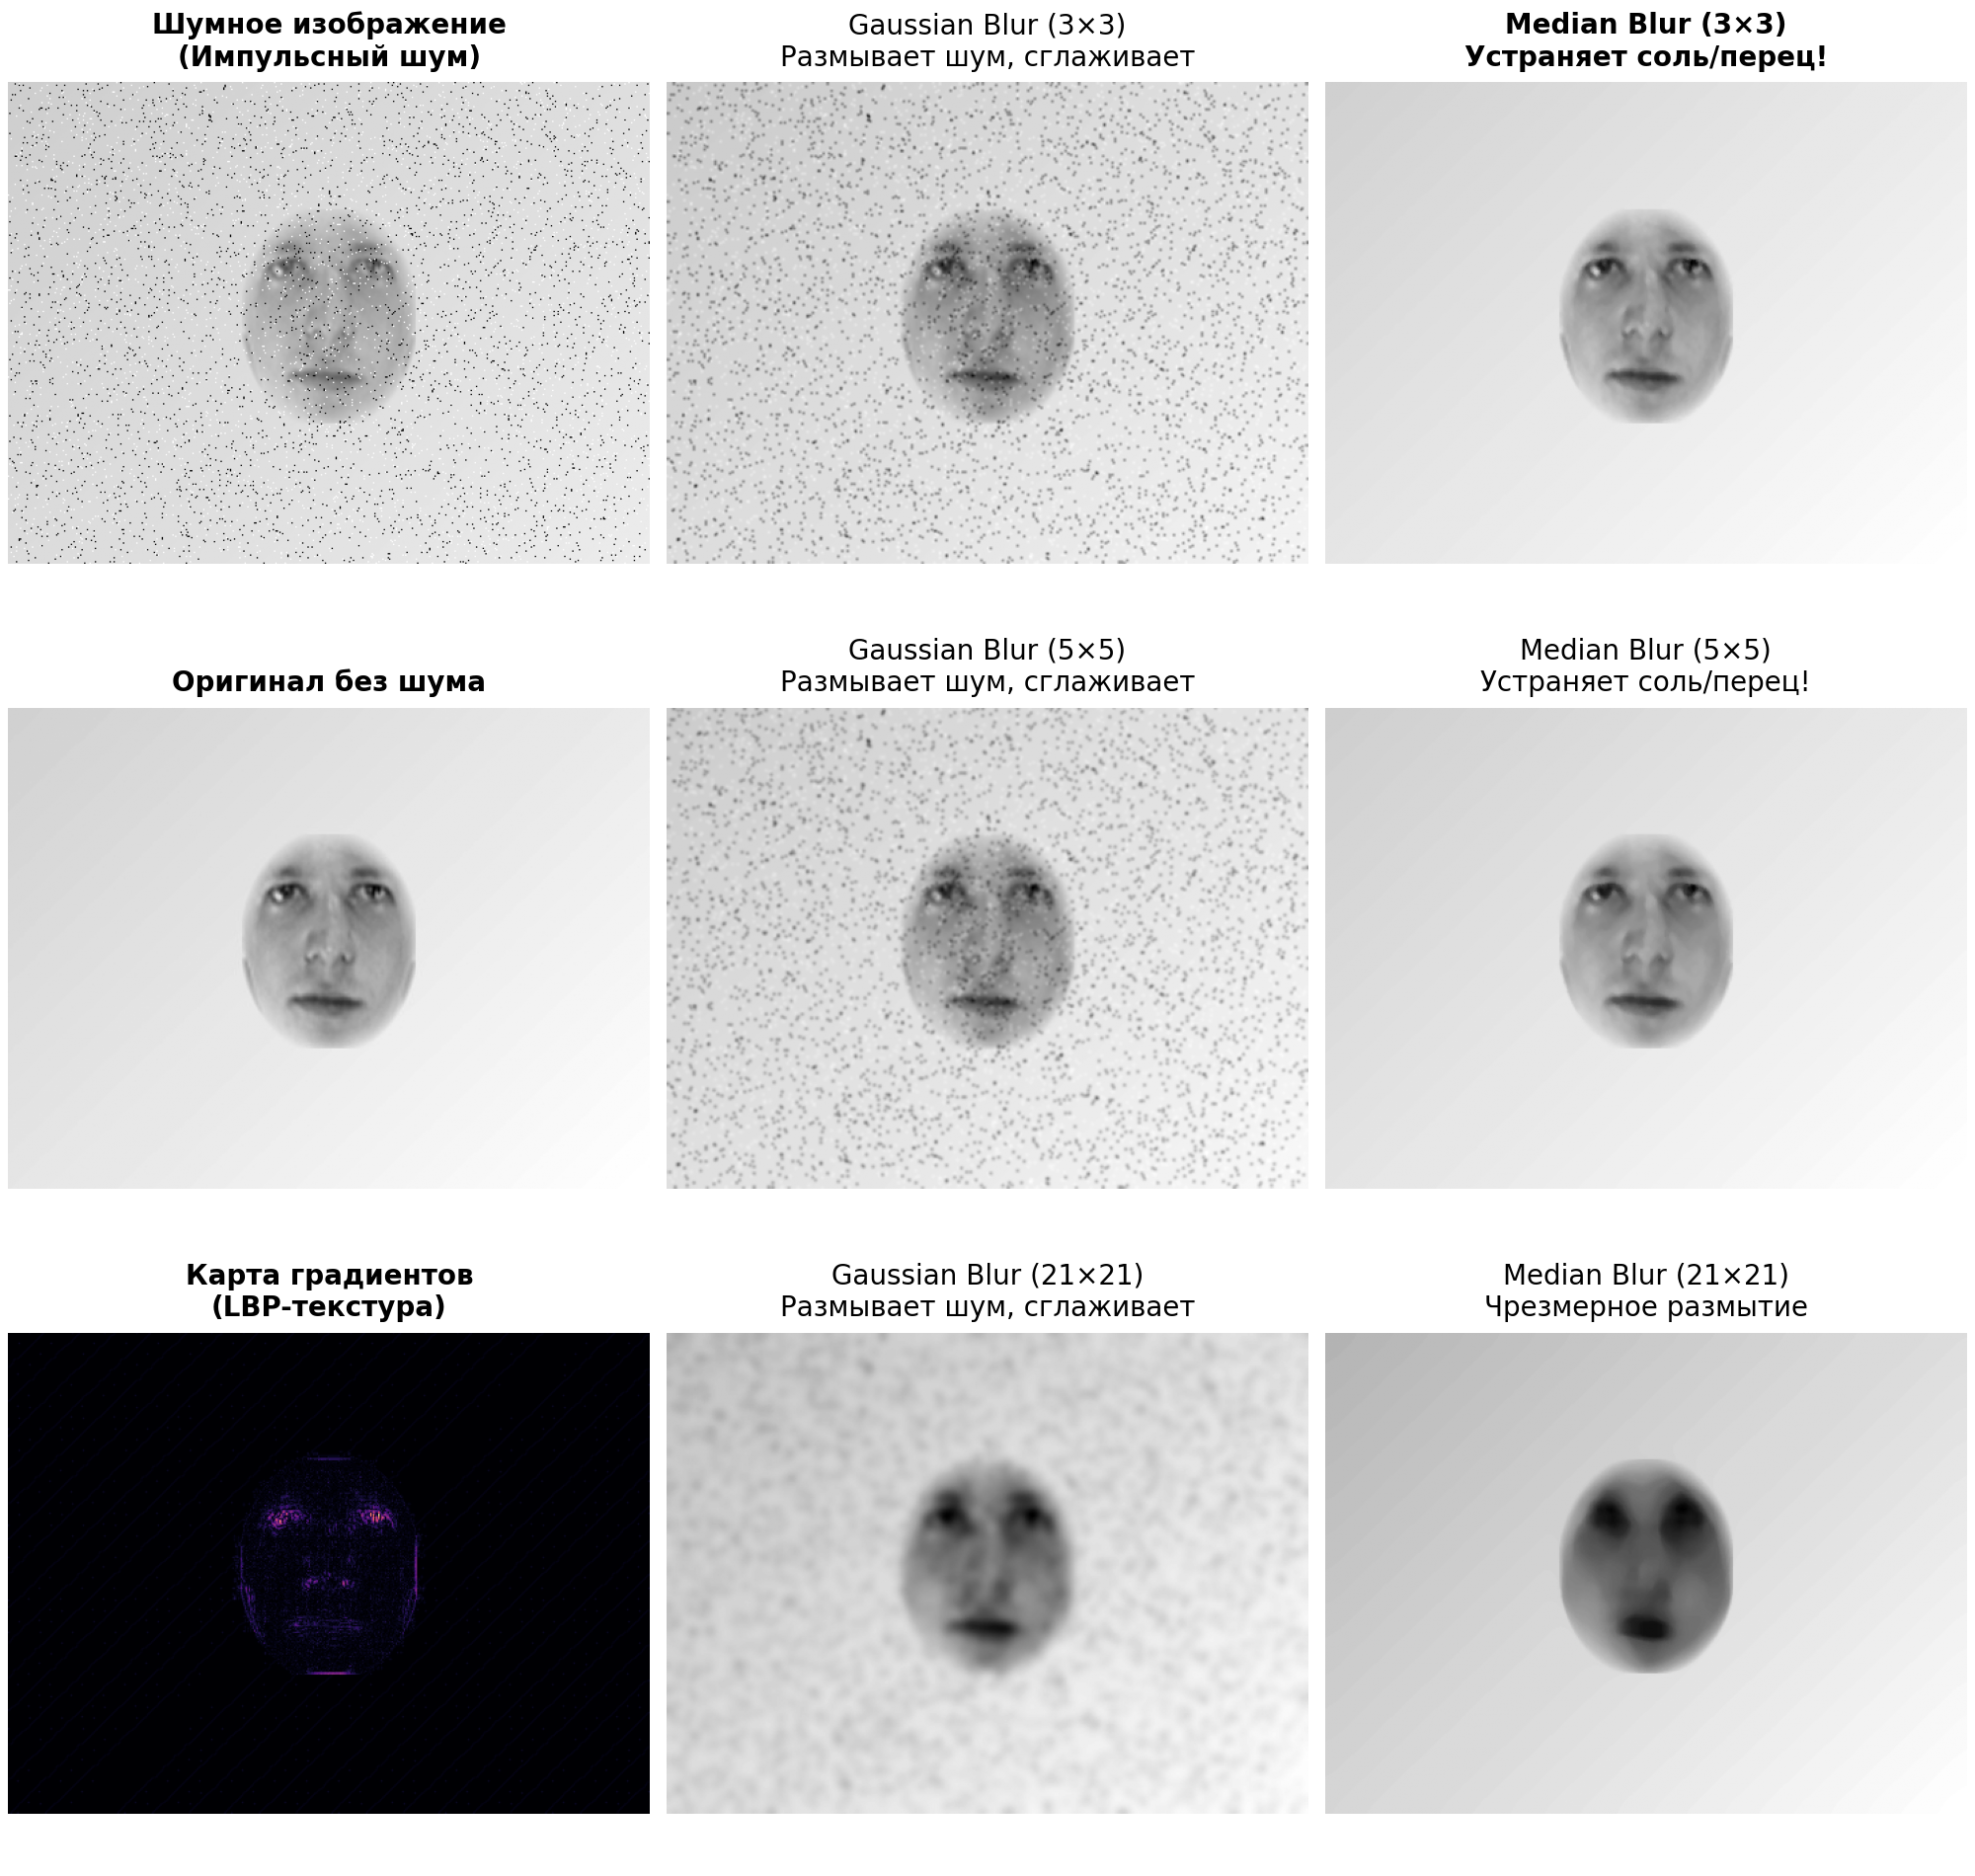 Шумное изображение
(Импульсный шум)
Gaussian Blur (3×3)
Размывает шум, сглаживает
Median Blur (3×3)
Устраняет соль/перец!
Оригинал без шума
Gaussian Blur (5×5)
Размывает шум, сглаживает
Median Blur (5×5)
Устраняет соль/перец!
Карта градиентов
(LBP-текстура)
Gaussian Blur (21×21)
Размывает шум, сглаживает
Median Blur (21×21)
Чрезмерное размытие